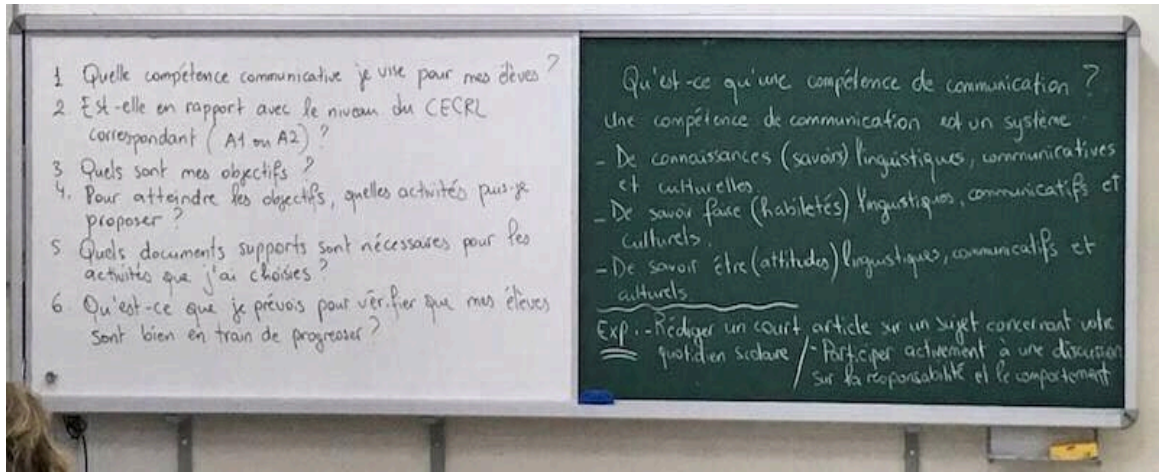 1 Quelle compétence communicative je vise pour mes élèves ?
2 Est-elle en rapport avec le niveau du CECRL
correspondant (A1 ou A2) ?
3 Quels sont mes objectifs ?
4. Pour atteindre les objectifs, quelles activités puis-je
proposer ?
5 Quels documents supports sont nécessaires pour les
activités que j'ai choisies ?
6. Qu'est-ce que je prévois pour vérifier que mes élèves
sont bien en train de progresser ?
Qu'est-ce qu'une compétence de communication ?
Une compétence de communication est un système
- De connaissances (savoirs) linguistiques, communicatives
et culturelles.
- De savoir faire (habiletés) linguistiques, communicatifs et
culturels.
- De savoir être (attitudes) linguistiques, communicatifs et
culturels
Exp. - Rédiger un court article sur un sujet concernant votre
quotidien scolaire / - Participer activement à une discussion
sur la responsabilité et le comportement